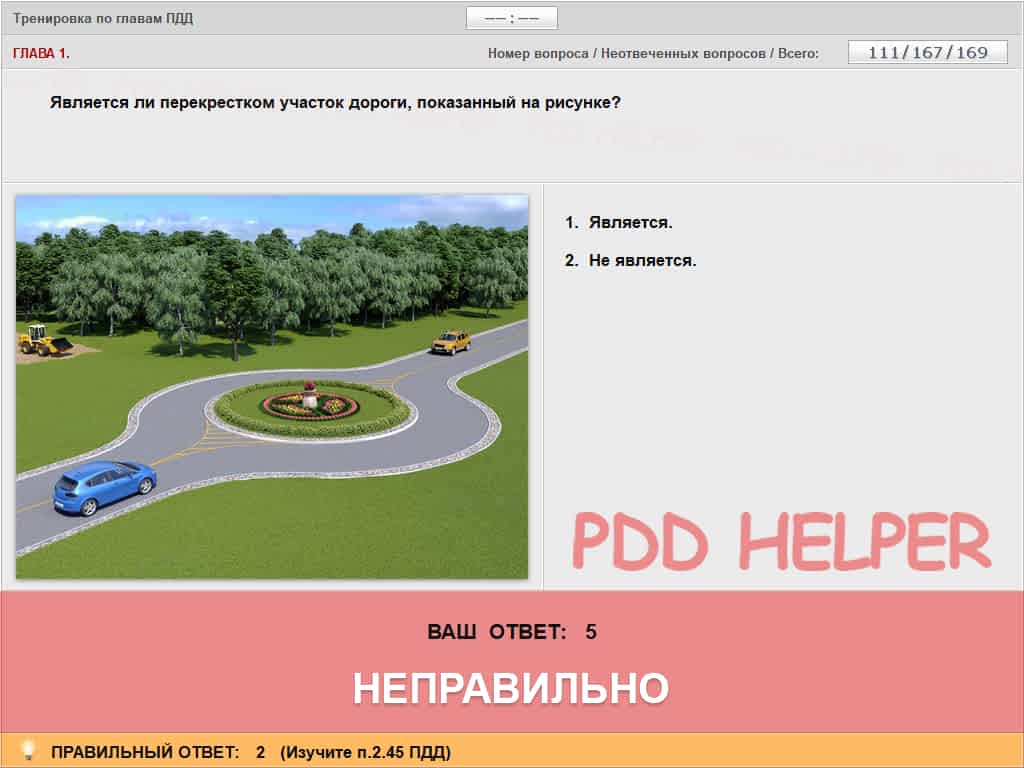 Тренировка по главам ПДД
–– : ––
ГЛАВА 1.
Номер вопроса / Неотвеченных вопросов / Всего: 111/167/169
Является ли перекрестком участок дороги, показанный на рисунке?
1. Является.
2. Не является.
PDD HELPER
ВАШ ОТВЕТ: 5
НЕПРАВИЛЬНО
ПРАВИЛЬНЫЙ ОТВЕТ: 2 (Изучите п.2.45 ПДД)